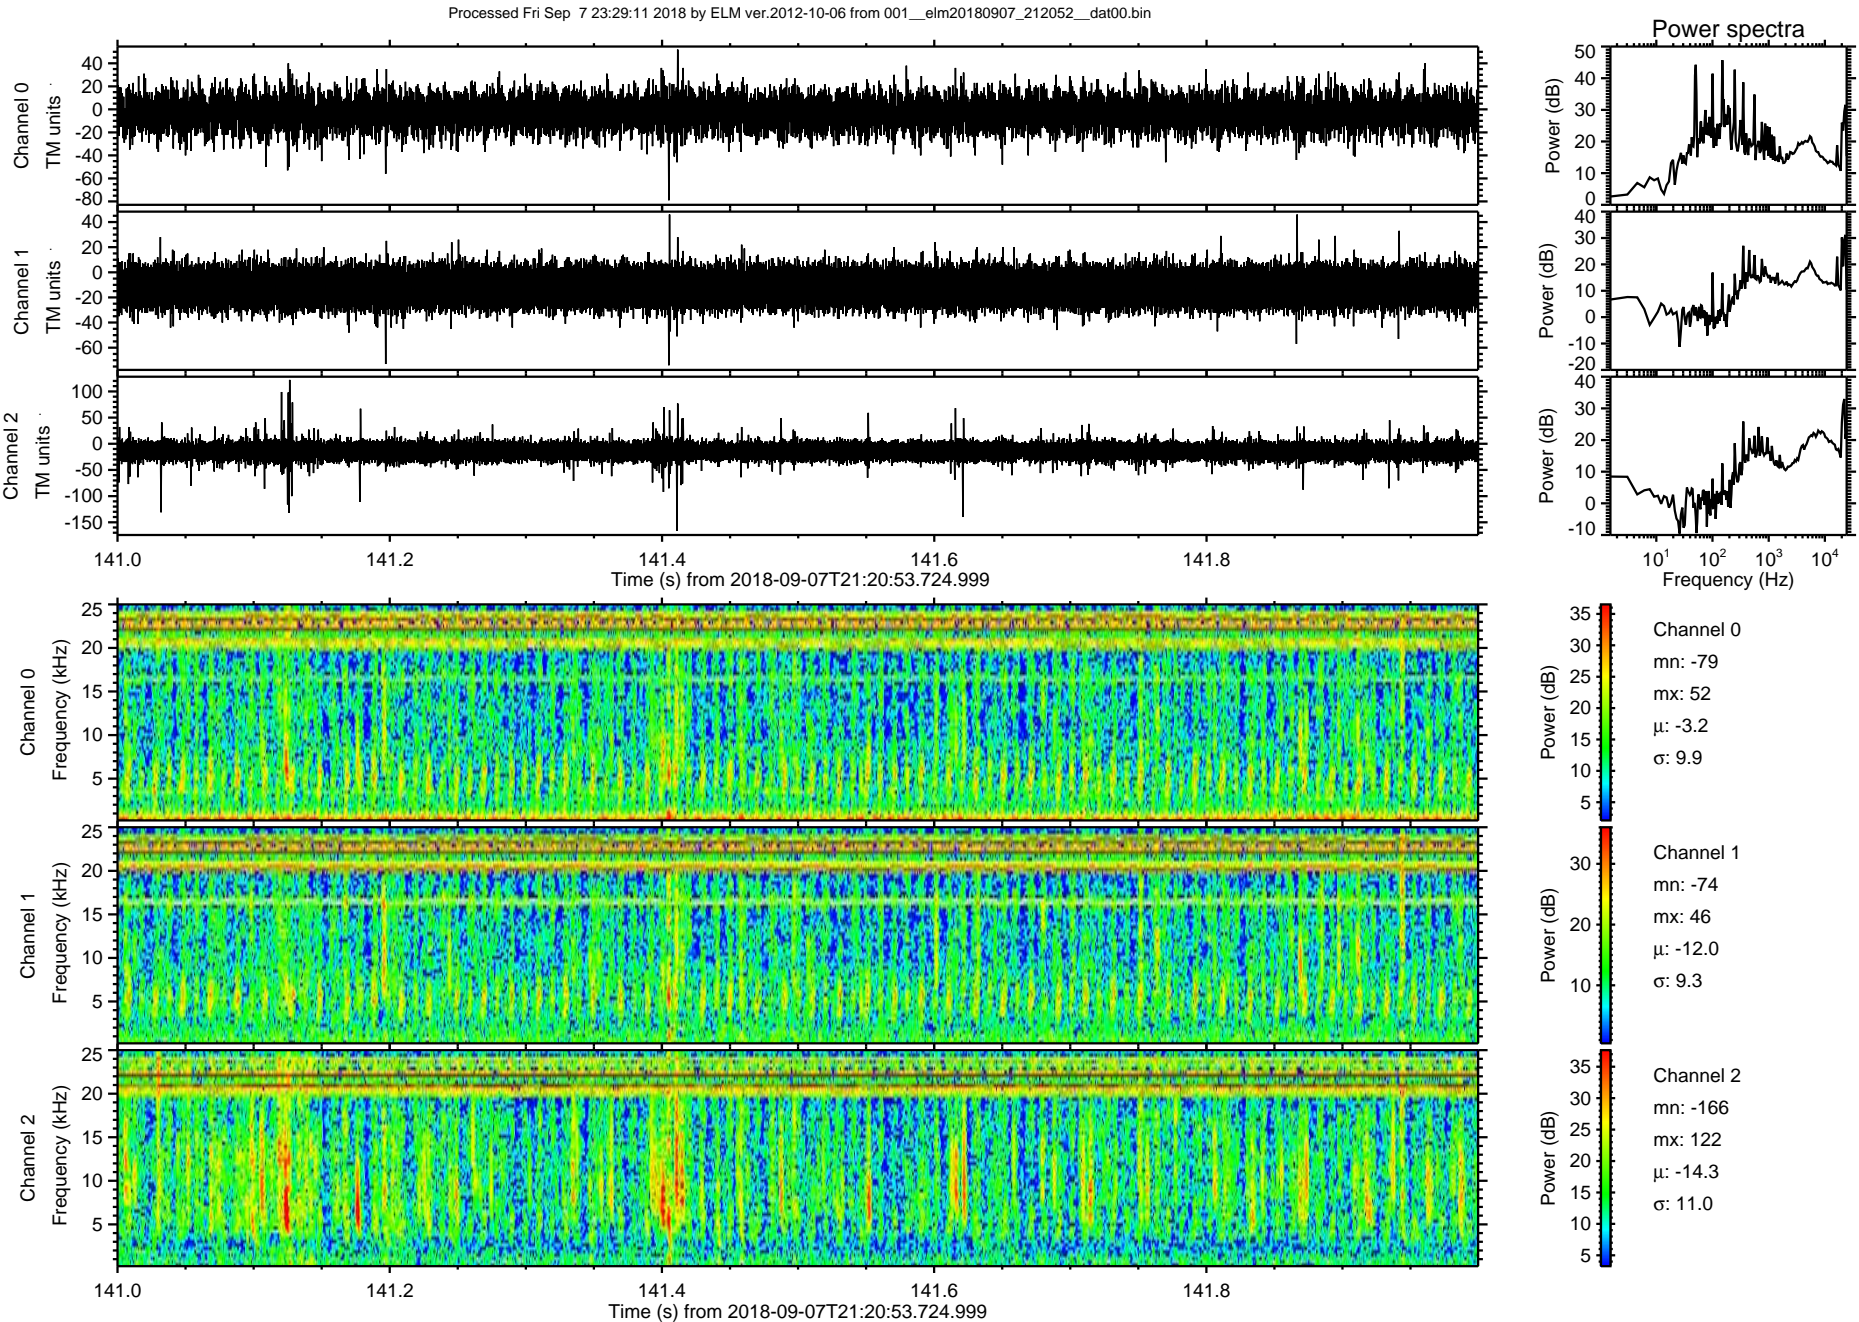 Processed Fri Sep  7 23:29:11 2018 by ELM ver.2012-10-06 from 001__elm20180907_212052__dat00.bin
Power spectra
Channel 0
TM units
40
20
0
-20
-40
-60
-80
Power (dB)
50
40
30
20
10
0
Channel 1
TM units
40
20
0
-20
-40
-60
Power (dB)
40
30
20
10
0
-10
-20
Channel 2
TM units
100
50
0
-50
-100
-150
Power (dB)
40
30
20
10
0
-10
141.0 141.2 141.4 141.6 141.8
Time (s) from 2018-09-07T21:20:53.724.999
10¹ 10² 10³ 10⁴
Frequency (Hz)
Channel 0
Frequency (kHz)
25
20
15
10
5
Power (dB)
35
30
25
20
15
10
5
Channel 0
mn: -79
mx: 52
μ: -3.2
σ: 9.9
Channel 1
Frequency (kHz)
25
20
15
10
5
Power (dB)
30
20
10
Channel 1
mn: -74
mx: 46
μ: -12.0
σ: 9.3
Channel 2
Frequency (kHz)
25
20
15
10
5
Power (dB)
35
30
25
20
15
10
5
Channel 2
mn: -166
mx: 122
μ: -14.3
σ: 11.0
141.0 141.2 141.4 141.6 141.8
Time (s) from 2018-09-07T21:20:53.724.999